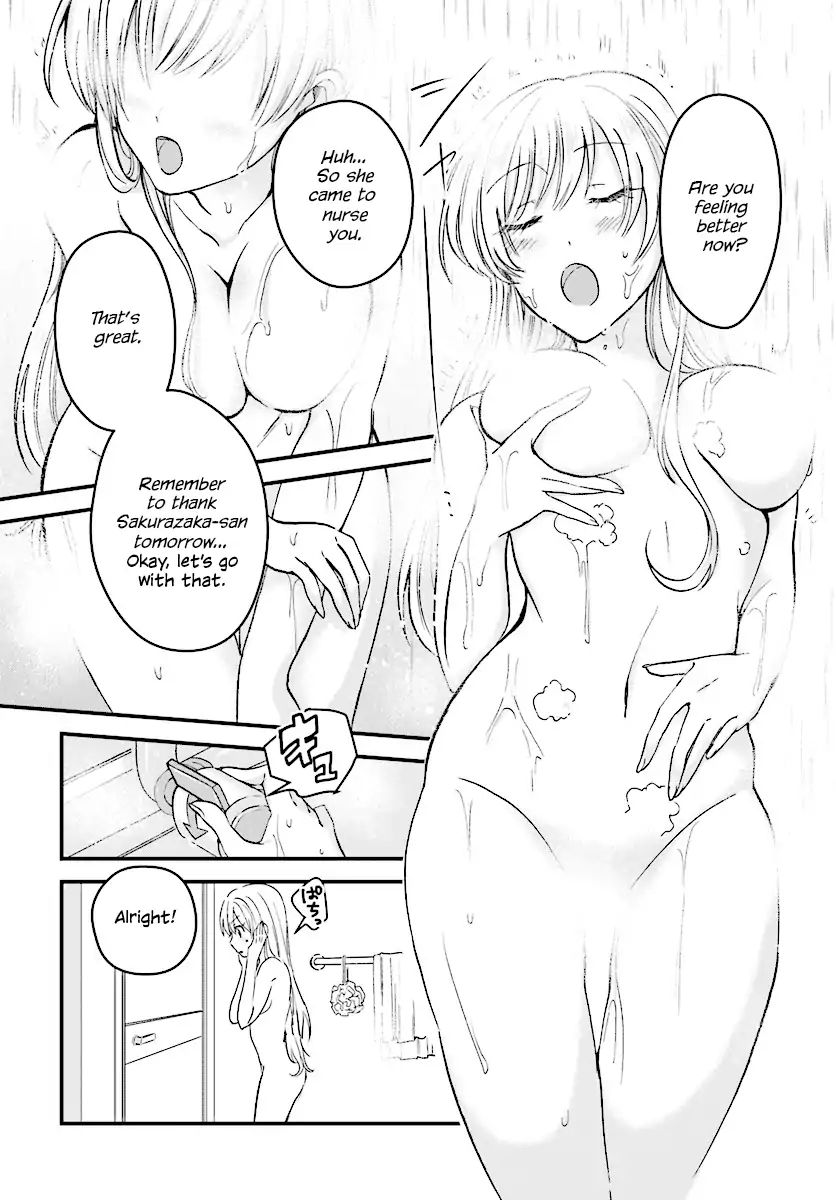 Are you
feeling
better
now?
Huh...
So she
came to
nurse
you.
That's
great.
Remember
to thank
Sakurazaka-san
tomorrow...
Okay, let's go
with that.
キュ
Alright!
ぱちっ